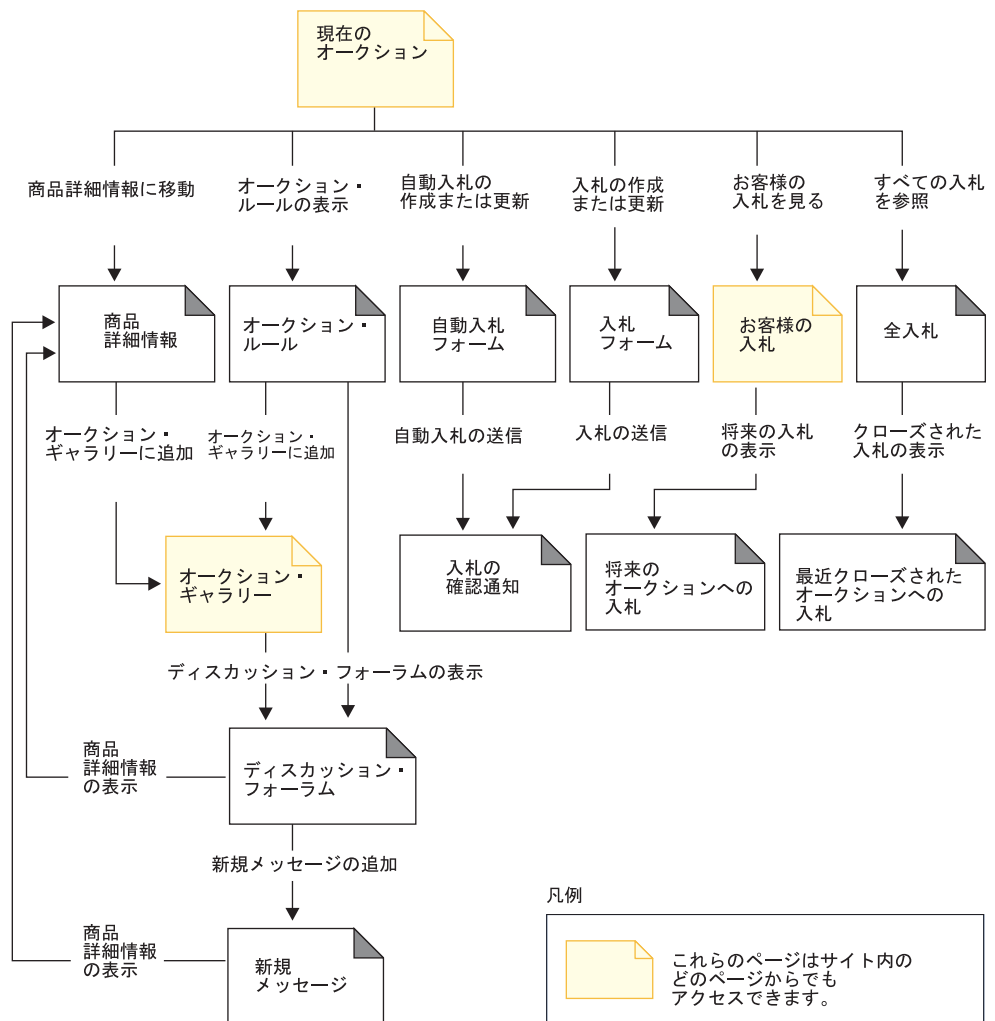 現在の
オークション
商品詳細情報に移動
オークション・
ルールの表示
自動入札の
作成または更新
入札の作成
または更新
お客様の
入札を見る
すべての入札
を参照
商品
詳細情報
オークション・
ルール
自動入札
フォーム
入札
フォーム
お客様の
入札
全入札
オークション・
ギャラリーに追加
オークション・
ギャラリーに追加
自動入札の送信
入札の送信
将来の入札
の表示
クローズされた
入札の表示
オークション・
ギャラリー
入札の
確認通知
将来の
オークションへの
入札
最近クローズされた
オークションへの
入札
ディスカッション・フォーラムの表示
商品
詳細情報
の表示
ディスカッション・
フォーラム
新規メッセージの追加
商品
詳細情報
の表示
新規
メッセージ
凡例
これらのページはサイト内の
どのページからでも
アクセスできます。